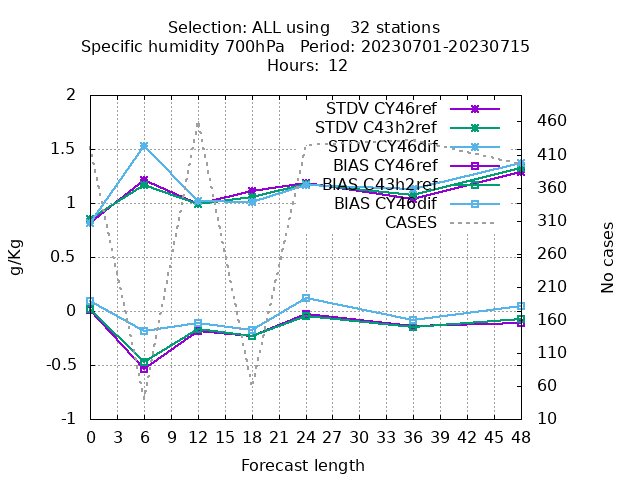 Selection: ALL using    32 stations
Specific humidity 700hPa   Period: 20230701-20230715
Hours: 12
g/Kg
2
1.5
1
0.5
0
-0.5
-1
STDV CY46ref
STDV C43h2ref
STDV CY46dif
BIAS CY46ref
BIAS C43h2ref
BIAS CY46dif
CASES
460
410
360
310
260
210
160
110
60
10
No cases
0 3 6 9 12 15 18 21 24 27 30 33 36 39 42 45 48
Forecast length